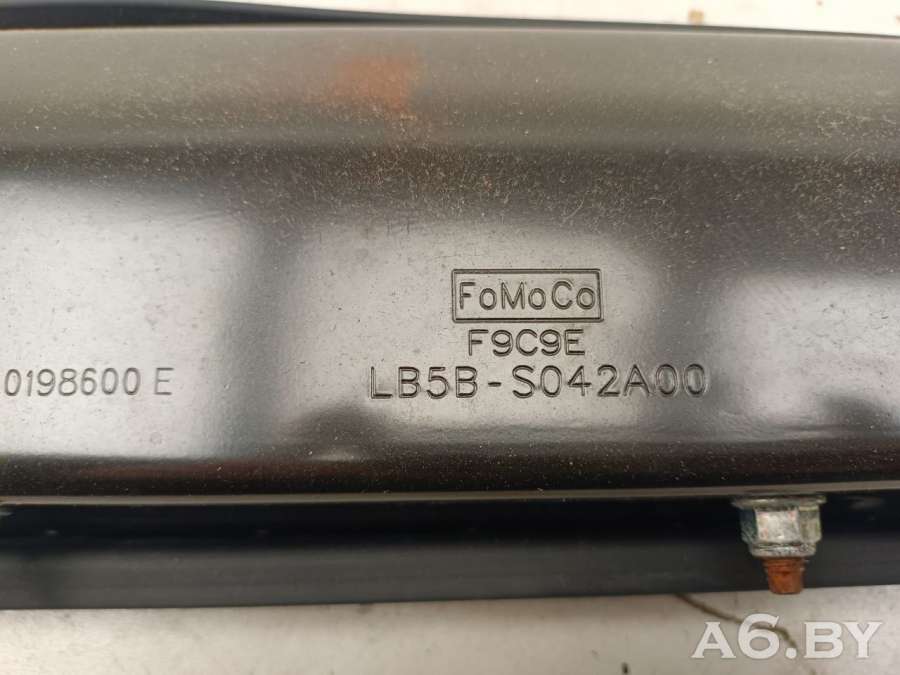 FoMoCo
F9C9E
0198600 E
LB5B-S042A00
A6.BY